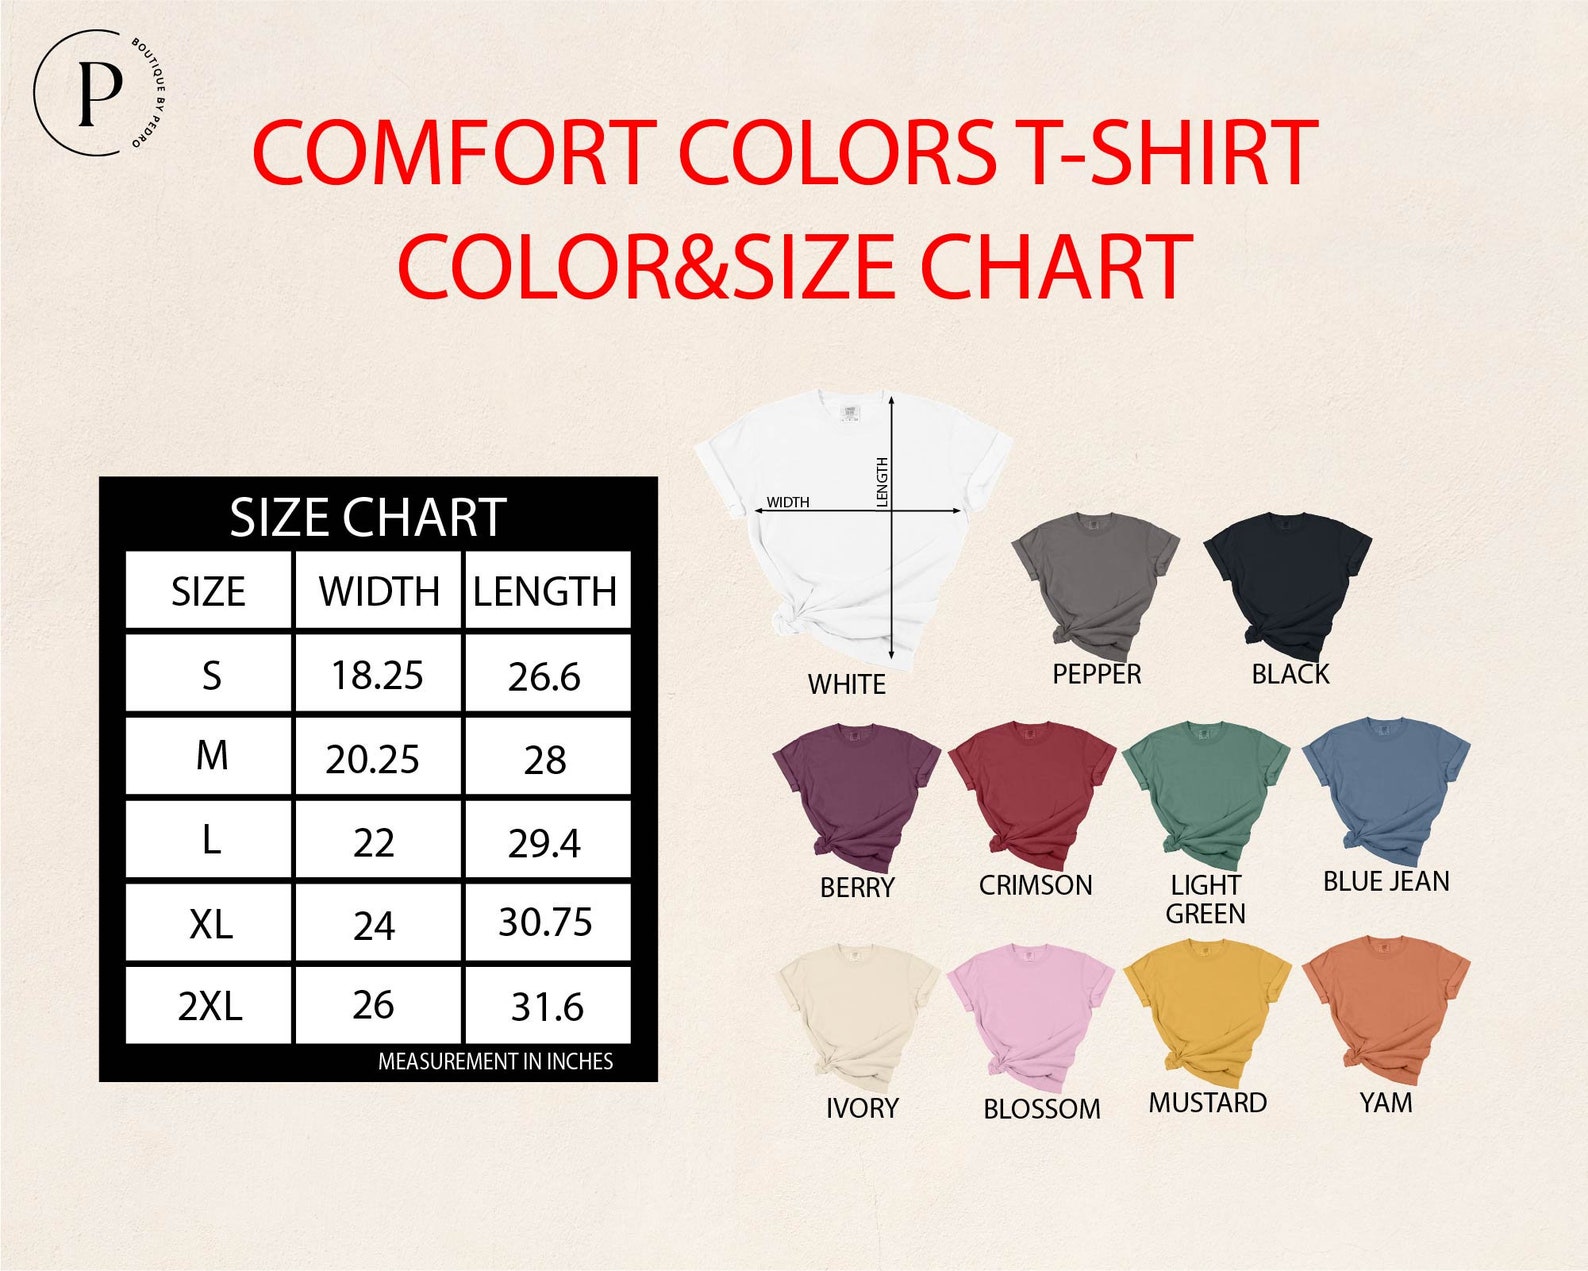 P
BOUTIQUE BY PEDRO
COMFORT COLORS T-SHIRT
COLOR&SIZE CHART
SIZE CHART
SIZE WIDTH LENGTH
S 18.25 26.6
M 20.25 28
L 22 29.4
XL 24 30.75
2XL 26 31.6
MEASUREMENT IN INCHES
WIDTH
LENGTH
WHITE
PEPPER
BLACK
BERRY
CRIMSON
LIGHT
GREEN
BLUE JEAN
IVORY
BLOSSOM
MUSTARD
YAM